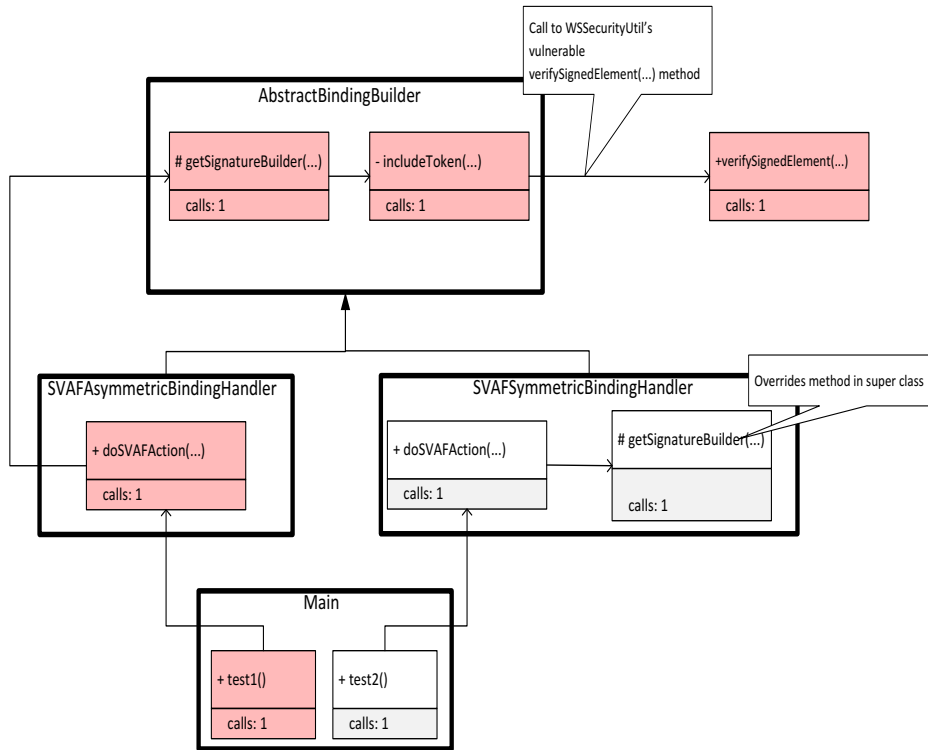 Call to WSSecurityUtil's
vulnerable
verifySignedElement(...) method
AbstractBindingBuilder
# getSignatureBuilder(...)
calls: 1
- includeToken(...)
calls: 1
+verifySignedElement(...)
calls: 1
SVAFAsymmetricBindingHandler
+ doSVAFAction(...)
calls: 1
SVAFSymmetricBindingHandler
+ doSVAFAction(...)
calls: 1
# getSignatureBuilder(...)
calls: 1
Overrides method in super class
Main
+ test1()
calls: 1
+ test2()
calls: 1